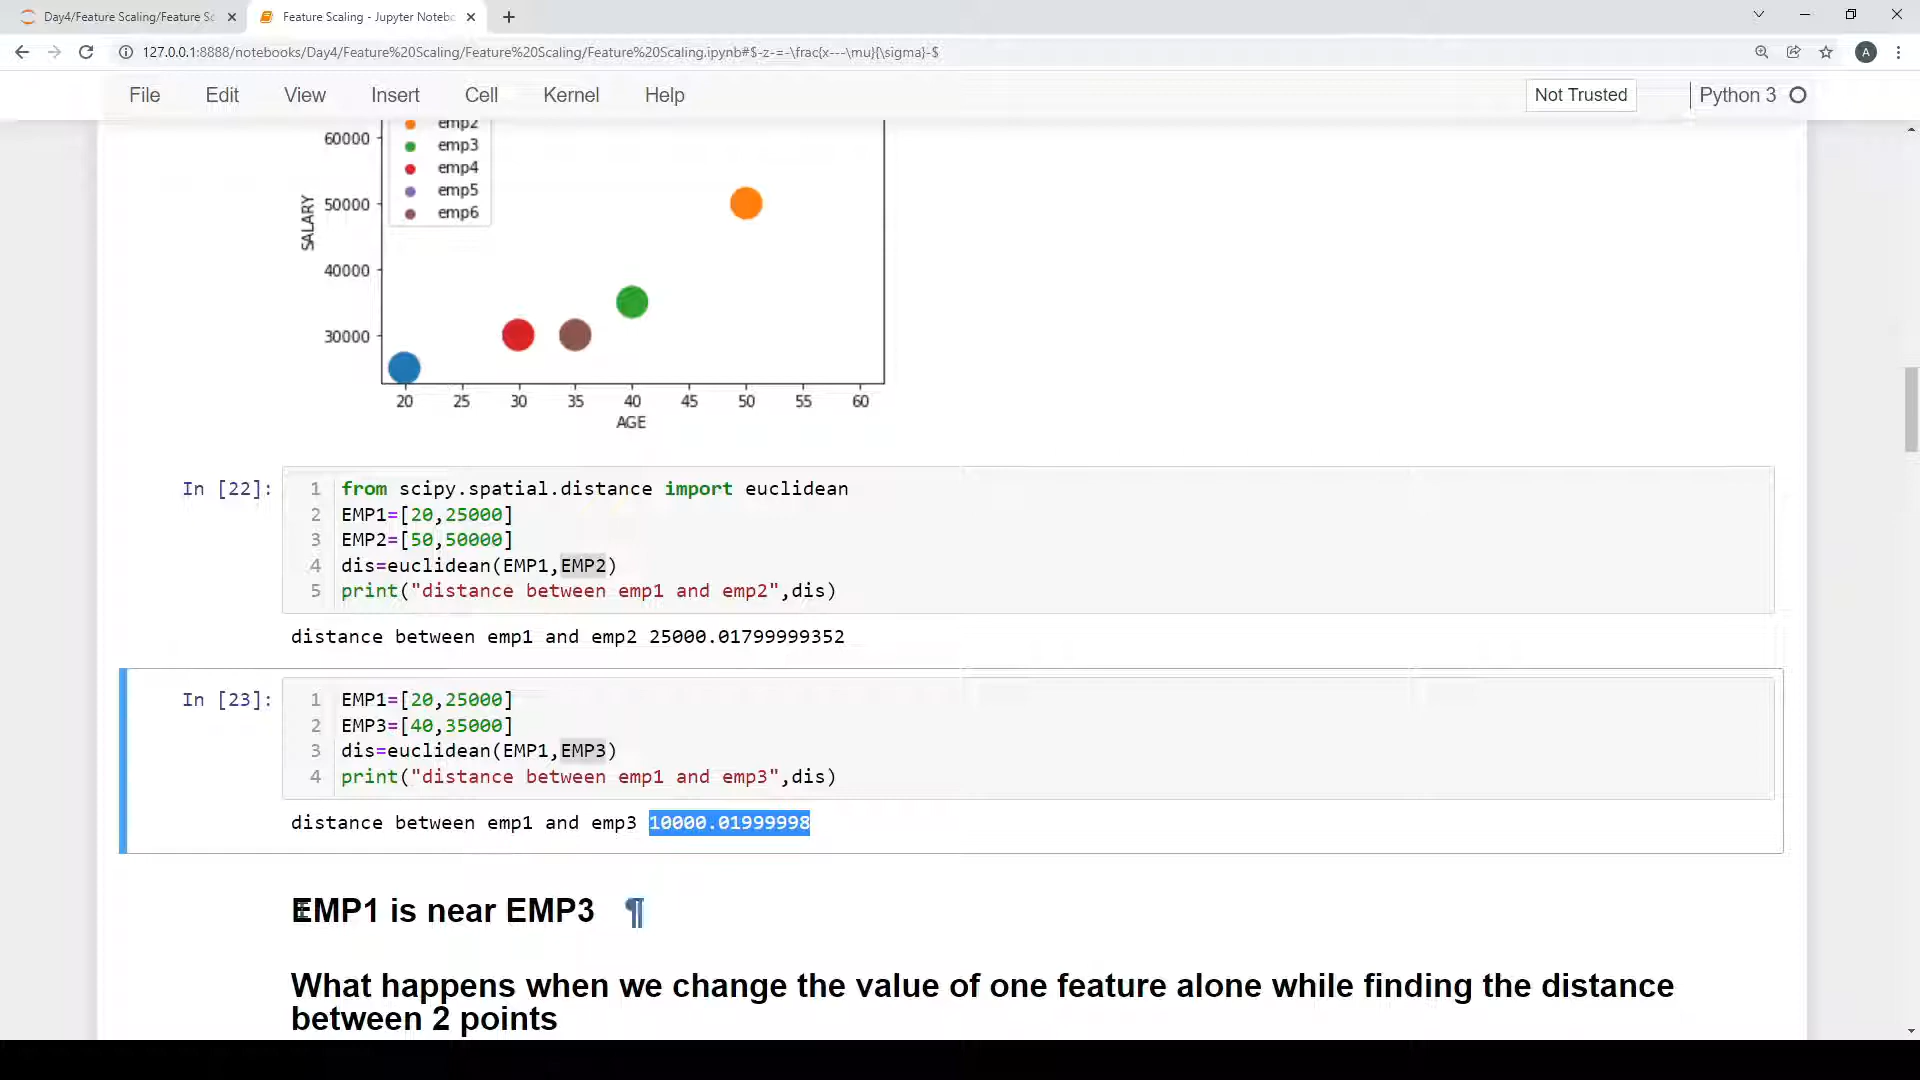 Day4/Feature Scaling/Feature Sc
Feature Scaling - Jupyter Notebo
127.0.0.1:8888/notebooks/Day4/Feature%20Scaling/Feature%20Scaling/Feature%20Scaling.ipynb#$-z-=-\frac{x---\mu}{\sigma}-$
A
File Edit View Insert Cell Kernel Help
Not Trusted
Python 3
emp2
emp3
emp4
emp5
emp6
60000
50000
40000
30000
SALARY
20 25 30 35 40 45 50 55 60
AGE
In [22]:
1 from scipy.spatial.distance import euclidean
2 EMP1=[20,25000]
3 EMP2=[50,50000]
4 dis=euclidean(EMP1,EMP2)
5 print("distance between emp1 and emp2",dis)
distance between emp1 and emp2 25000.01799999352
In [23]:
1 EMP1=[20,25000]
2 EMP3=[40,35000]
3 dis=euclidean(EMP1,EMP3)
4 print("distance between emp1 and emp3",dis)
distance between emp1 and emp3 10000.01999998
EMP1 is near EMP3 ¶
What happens when we change the value of one feature alone while finding the distance
between 2 points